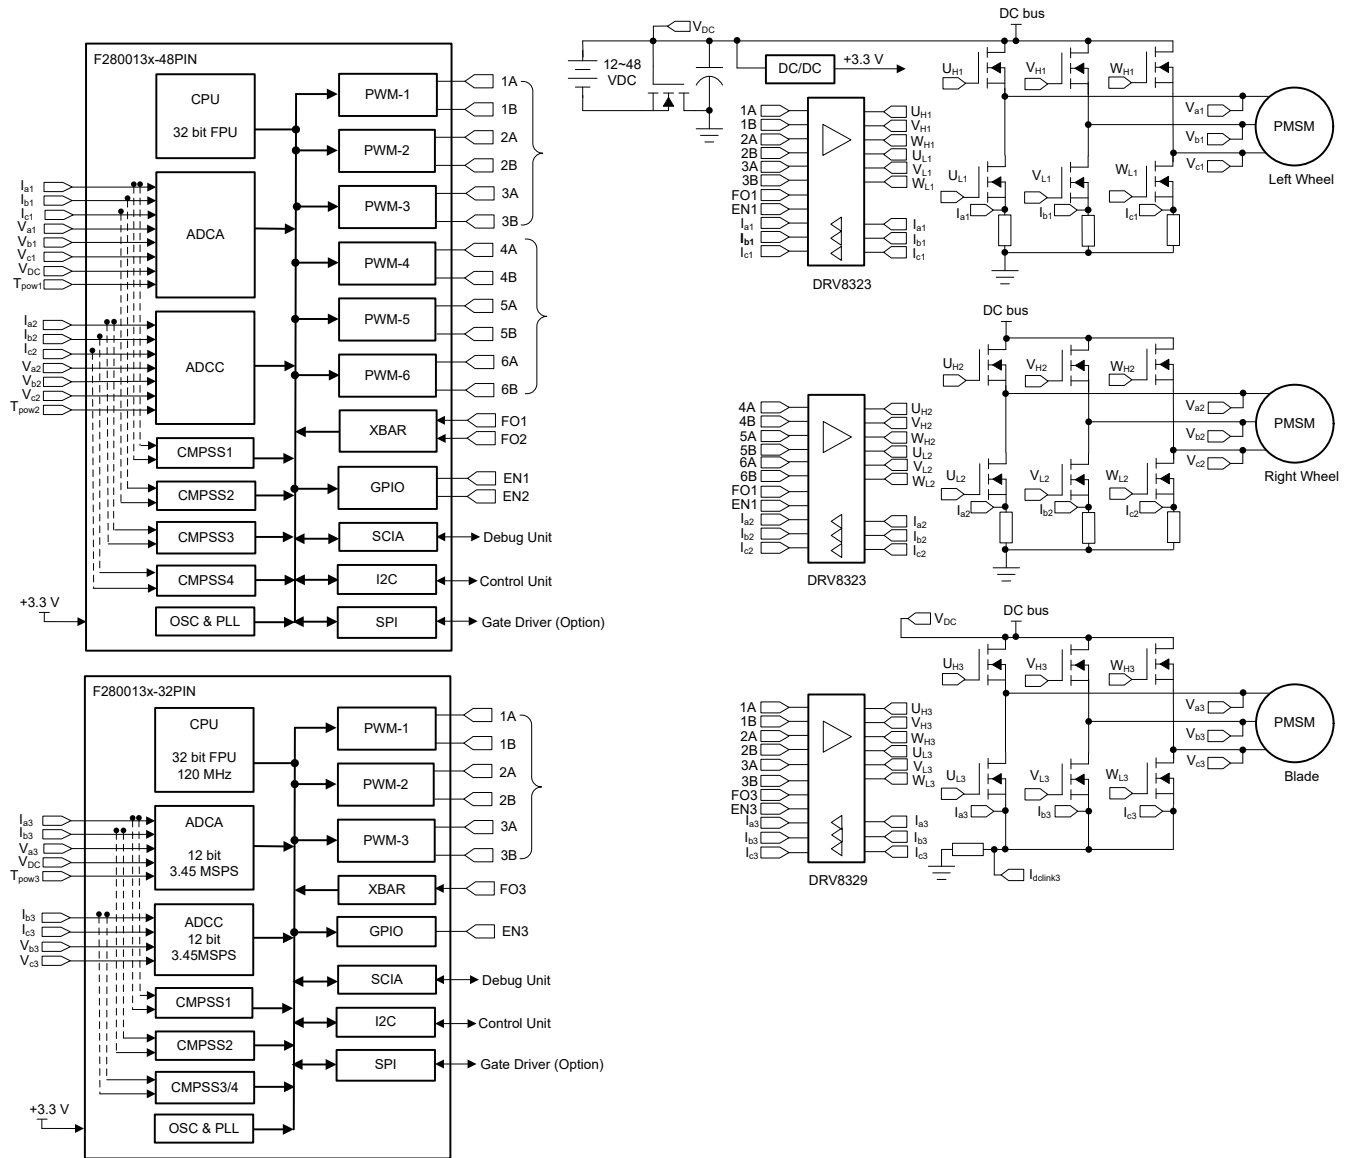 F280013x-48PIN
CPU
32 bit FPU
ADCA
ADCC
CMPSS1
CMPSS2
CMPSS3
CMPSS4
OSC & PLL
PWM-1
PWM-2
PWM-3
PWM-4
PWM-5
PWM-6
XBAR
GPIO
SCIA
I2C
SPI
Ia1
Ib1
Ic1
Va1
Vb1
Vc1
VDC
Tpow1
Ia2
Ib2
Ic2
Va2
Vb2
Vc2
Tpow2
+3.3 V
1A
1B
2A
2B
3A
3B
4A
4B
5A
5B
6A
6B
FO1
FO2
EN1
EN2
Debug Unit
Control Unit
Gate Driver (Option)
F280013x-32PIN
CPU
32 bit FPU
120 MHz
ADCA
12 bit
3.45 MSPS
ADCC
12 bit
3.45MSPS
CMPSS1
CMPSS2
CMPSS3/4
OSC & PLL
PWM-1
PWM-2
PWM-3
XBAR
GPIO
SCIA
I2C
SPI
Ia3
Ib3
Va3
VDC
Tpow3
Ib3
Ic3
Vb3
Vc3
+3.3 V
1A
1B
2A
2B
3A
3B
FO3
EN3
Debug Unit
Control Unit
Gate Driver (Option)
VDC
12~48
VDC
DC/DC
+3.3 V
1A
1B
2A
2B
3A
3B
FO1
EN1
Ia1
Ib1
Ic1
UH1
VH1
WH1
UL1
VL1
WL1
Ia1
Ib1
Ic1
DRV8323
DC bus
UH1
VH1
WH1
UL1
VL1
WL1
Ia1
Ib1
Ic1
Va1
Vb1
Vc1
PMSM
Left Wheel
4A
4B
5A
5B
6A
6B
FO1
EN1
Ia2
Ib2
Ic2
UH2
VH2
WH2
UL2
VL2
WL2
Ia2
Ib2
Ic2
DRV8323
DC bus
UH2
VH2
WH2
UL2
VL2
WL2
Ia2
Ib2
Ic2
Va2
Vb2
Vc2
PMSM
Right Wheel
1A
1B
2A
2B
3A
3B
FO3
EN3
Ia3
Ib3
Ic3
UH3
VH3
WH3
UL3
VL3
WL3
Ia3
Ib3
Ic3
DRV8329
VDC
DC bus
UH3
VH3
WH3
UL3
VL3
WL3
Ia3
Ib3
Ic3
Va3
Vb3
Vc3
PMSM
Blade
Idclink3